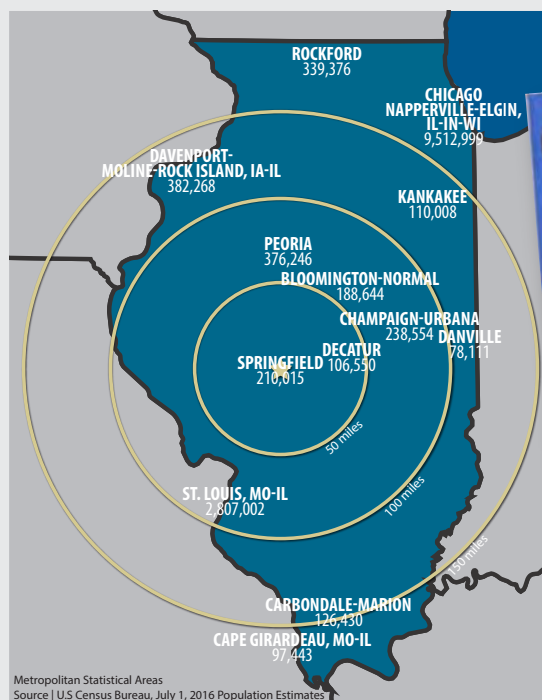 ROCKFORD
339,376
CHICAGO
NAPPERVILLE-ELGIN,
IL-IN-WI
9,512,999
DAVENPORT-
MOLINE-ROCK ISLAND, IA-IL
382,268
KANKAKEE
110,008
PEORIA
376,246
BLOOMINGTON-NORMAL
188,644
CHAMPAIGN-URBANA
238,554
DANVILLE
78,111
DECATUR
106,550
SPRINGFIELD
210,015
50 miles
100 miles
150 miles
ST. LOUIS, MO-IL
2,807,002
CARBONDALE-MARION
126,430
CAPE GIRARDEAU, MO-IL
97,443
Metropolitan Statistical Areas
Source | U.S Census Bureau, July 1, 2016 Population Estimates